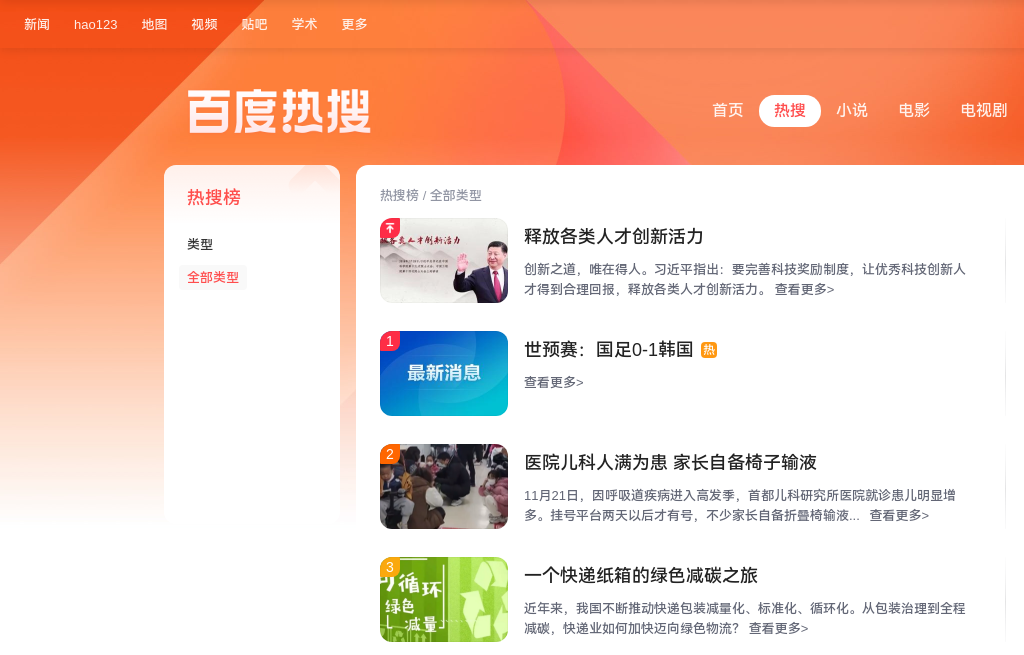 新闻 hao123 地图 视频 贴吧 学术 更多
百度热搜
首页 热搜 小说 电影 电视剧
热搜榜
类型
全部类型
热搜榜 / 全部类型
释放各类人才创新活力
创新之道，唯在得人。习近平指出：要完善科技奖励制度，让优秀科技创新人
才得到合理回报，释放各类人才创新活力。 查看更多>
1
最新消息
世预赛：国足0-1韩国 热
查看更多>
2
医院儿科人满为患 家长自备椅子输液
11月21日，因呼吸道疾病进入高发季，首都儿科研究所医院就诊患儿明显增
多。挂号平台两天以后才有号，不少家长自备折叠椅输液... 查看更多>
3
循环
绿色
减量
一个快递纸箱的绿色减碳之旅
近年来，我国不断推动快递包装减量化、标准化、循环化。从包装治理到全程
减碳，快递业如何加快迈向绿色物流？ 查看更多>